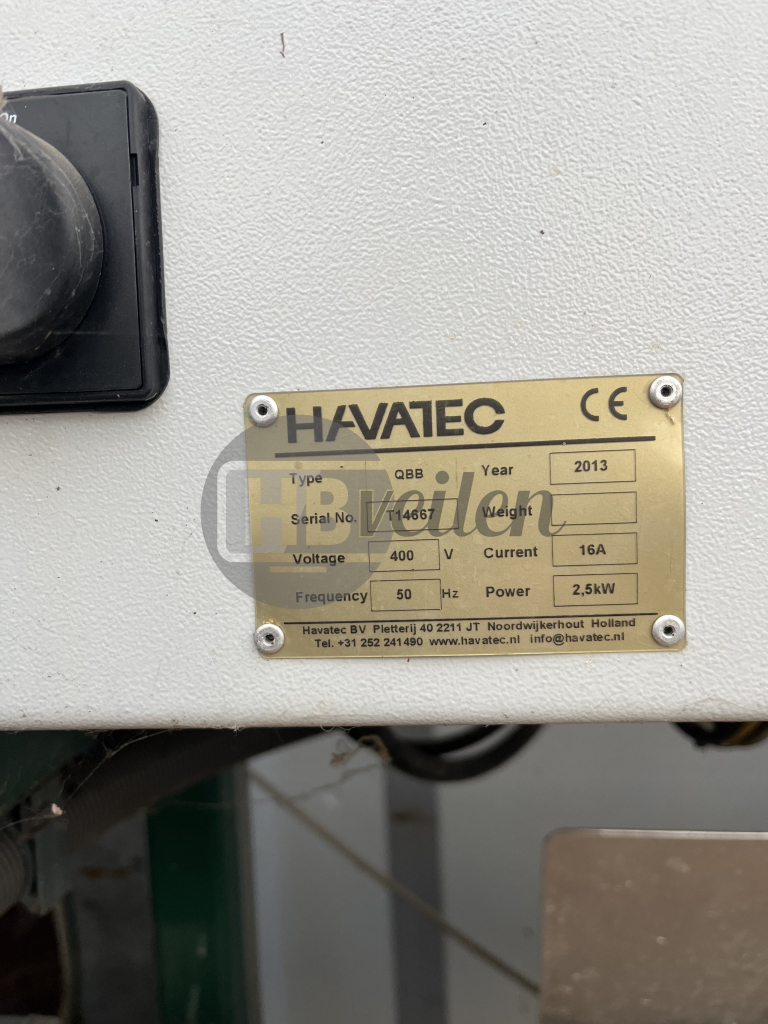 On
HAVATEC CE
Type QBB Year 2013
Serial No. T14667 Weight
Voltage 400 V Current 16A
Frequency 50 Hz Power 2,5kW
Havatec BV Pletterij 40 2211 JT Noordwijkerhout Holland
Tel. +31 252 241490 www.havatec.nl info@havatec.nl
HBveilen